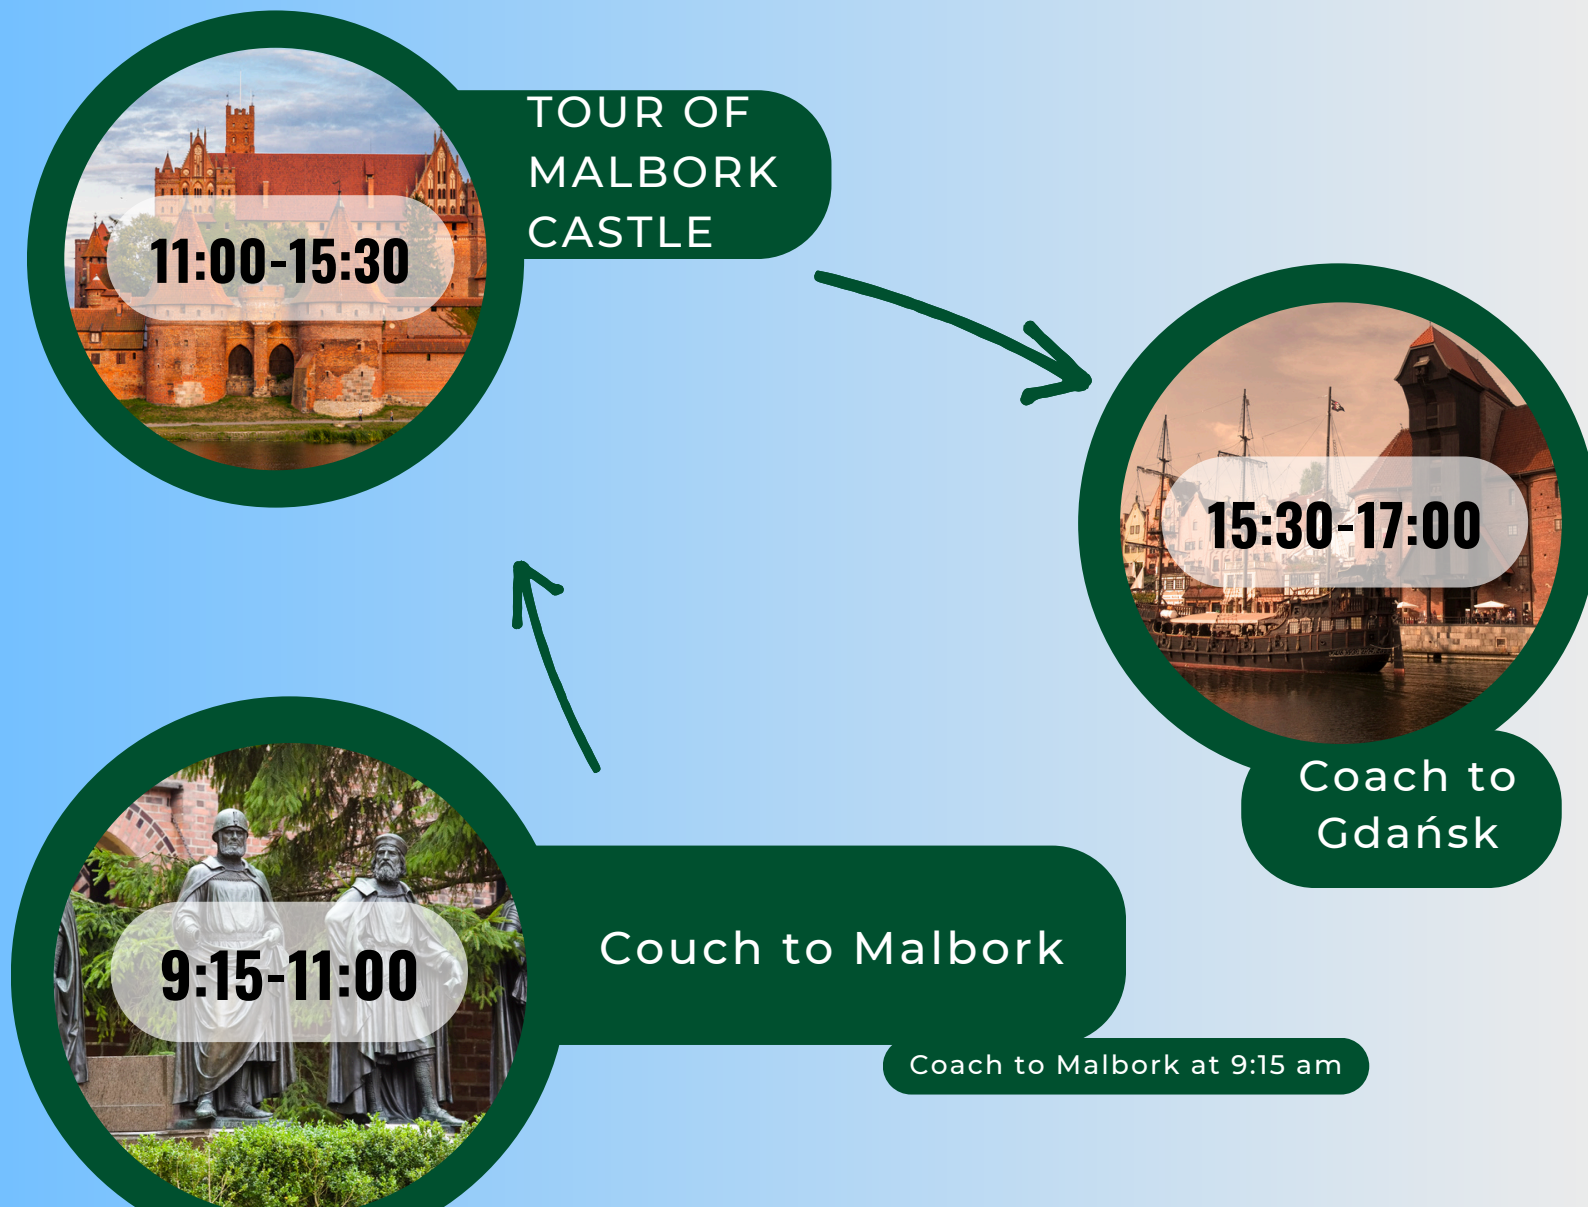 TOUR OF
MALBORK
CASTLE
11:00-15:30
15:30-17:00
Coach to
Gdańsk
9:15-11:00
Couch to Malbork
Coach to Malbork at 9:15 am